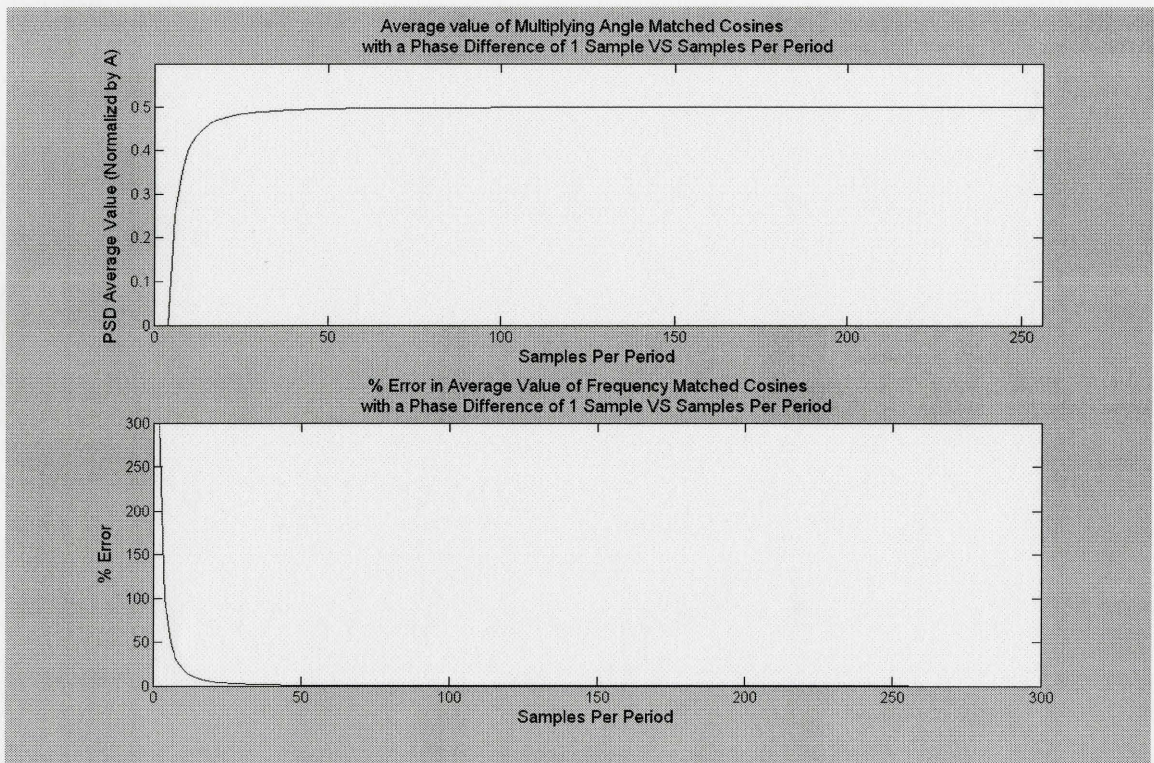 Average value of Multiplying Angle Matched Cosines
with a Phase Difference of 1 Sample VS Samples Per Period
PSD Average Value (Normalizd by A)
0.5
0.4
0.3
0.2
0.1
0
0 50 100 150 200 250
Samples Per Period
% Error in Average Value of Frequency Matched Cosines
with a Phase Difference of 1 Sample VS Samples Per Period
% Error
300
250
200
150
100
50
0
0 50 100 150 200 250 300
Samples Per Period